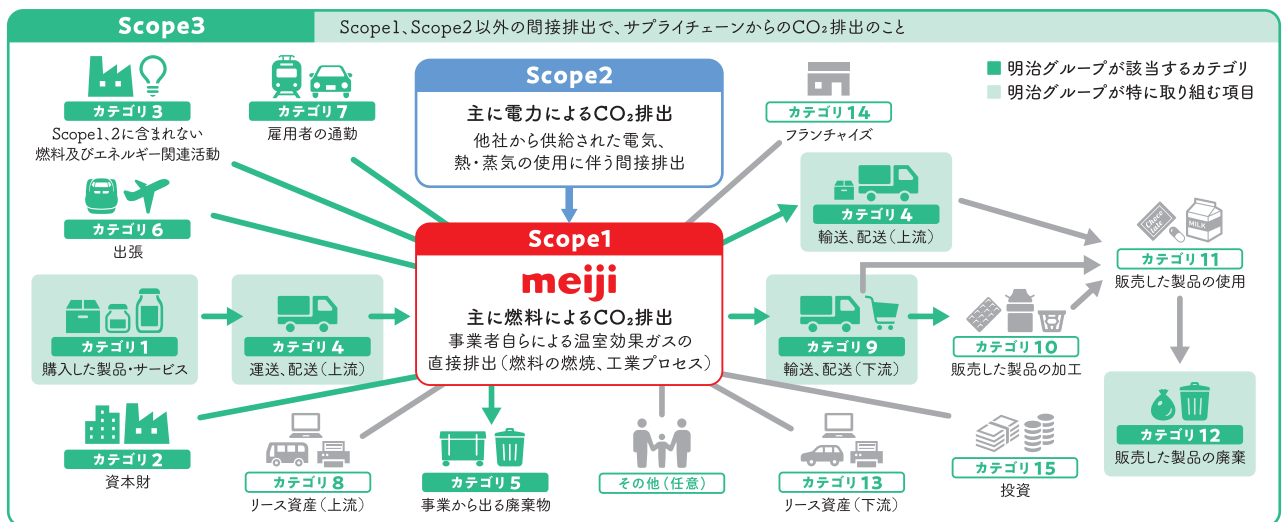 Scope3
Scope1、Scope2以外の間接排出で、サプライチェーンからのCO₂排出のこと
明治グループが該当するカテゴリ
明治グループが特に取り組む項目
カテゴリ 3
Scope1、2に含まれない
燃料及びエネルギー関連活動
カテゴリ 7
雇用者の通勤
Scope2
主に電力によるCO₂排出
他社から供給された電気、
熱・蒸気の使用に伴う間接排出
カテゴリ 14
フランチャイズ
カテゴリ 6
出張
カテゴリ 4
輸送、配送（上流）
Choco
late
MILK
カテゴリ 11
販売した製品の使用
Scope1
meiji
主に燃料によるCO₂排出
事業者自らによる温室効果ガスの
直接排出（燃料の燃焼、工業プロセス）
カテゴリ 1
購入した製品・サービス
カテゴリ 4
運送、配送（上流）
カテゴリ 9
輸送、配送（下流）
カテゴリ 10
販売した製品の加工
カテゴリ 2
資本財
カテゴリ 8
リース資産（上流）
カテゴリ 5
事業から出る廃棄物
その他（任意）
カテゴリ 13
リース資産（下流）
カテゴリ 15
投資
カテゴリ 12
販売した製品の廃棄